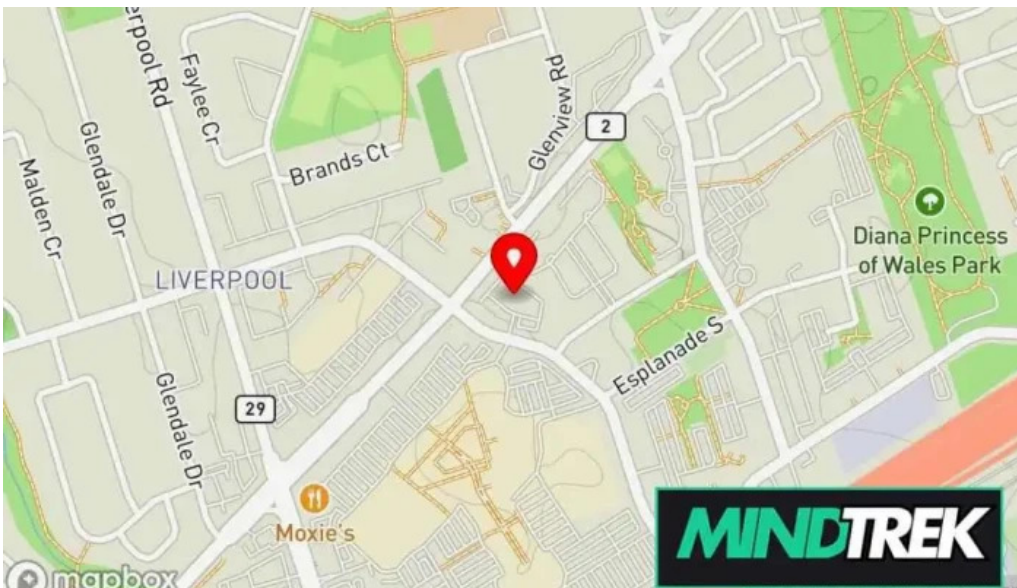 erpool Rd
Faylee Cr
Glenview Rd
2
Brands Ct
Glendale Dr
Malden Cr
Diana Princess
of Wales Park
LIVERPOOL
Esplanade S
Glendale Dr
29
Moxie's
MINDTREK
mapbox